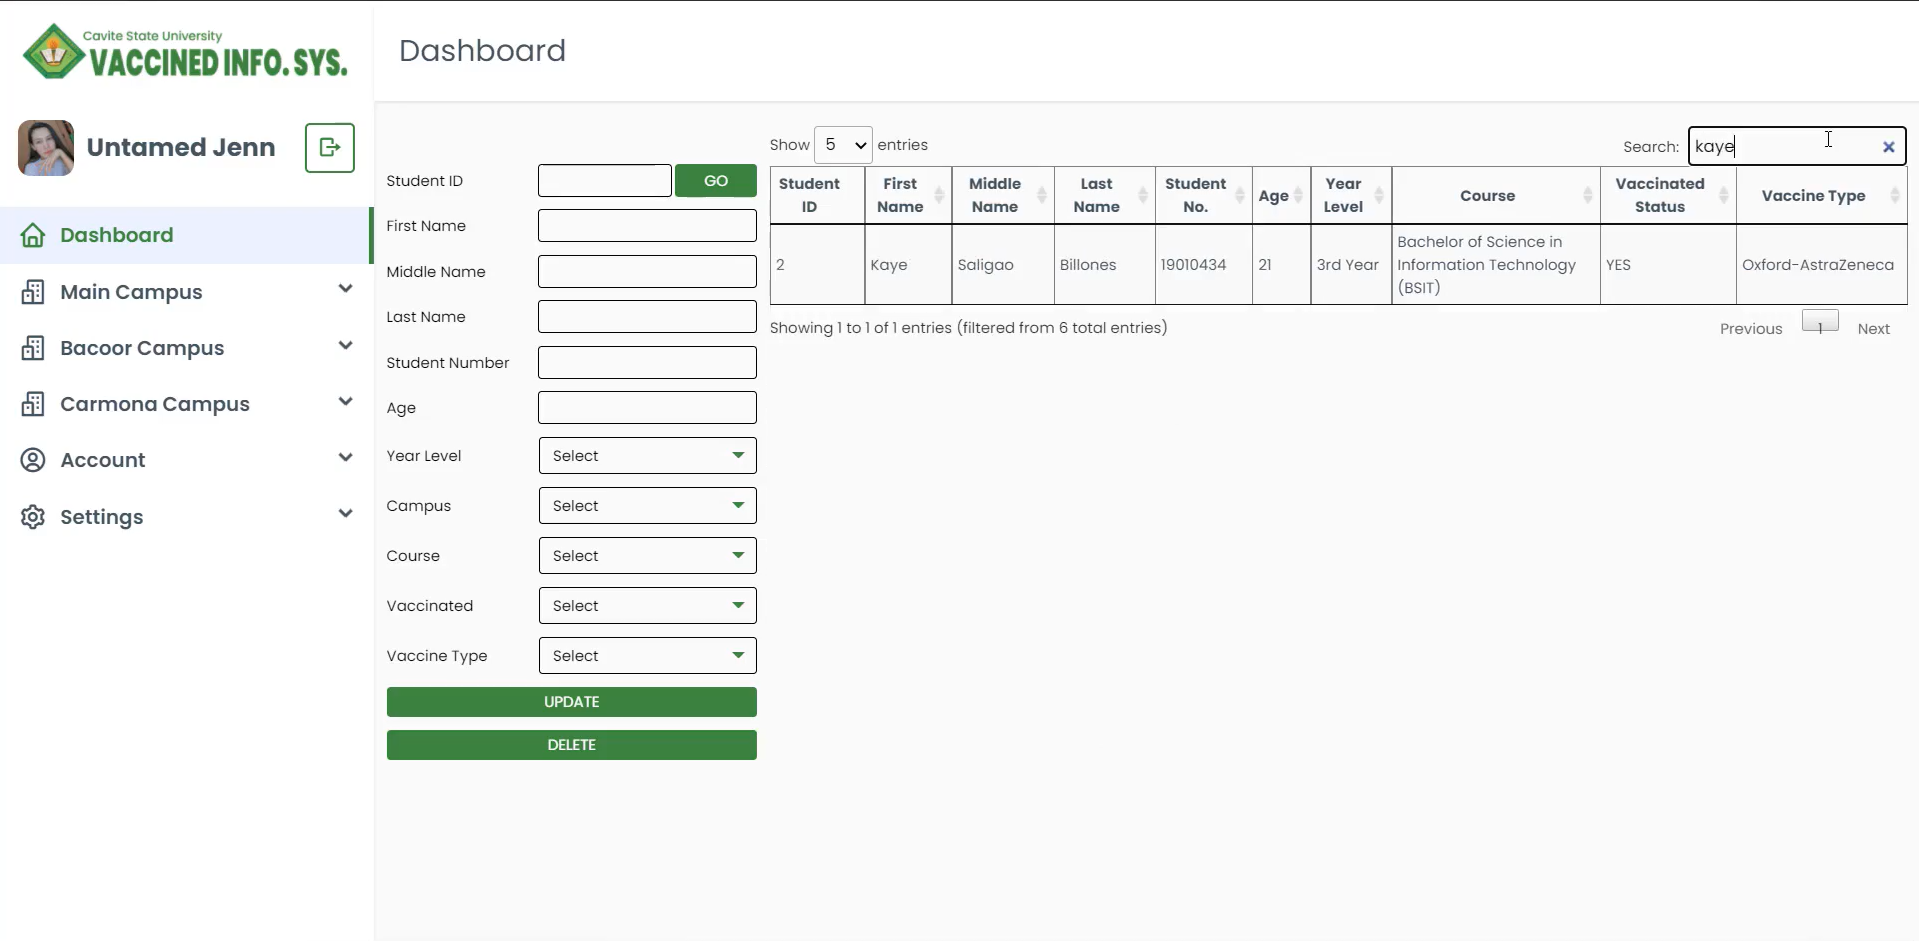 Cavite State University
VACCINED INFO. SYS.
Dashboard
Untamed Jenn
Dashboard
Main Campus
Bacoor Campus
Carmona Campus
Account
Settings
Student ID
GO
First Name
Middle Name
Last Name
Student Number
Age
Year Level Select
Campus Select
Course Select
Vaccinated Select
Vaccine Type Select
UPDATE
DELETE
Show 5 entries
Search: kaye
Student ID First Name Middle Name Last Name Student No. Age Year Level Course Vaccinated Status Vaccine Type
2 Kaye Saligao Billones 19010434 21 3rd Year Bachelor of Science in Information Technology (BSIT) YES Oxford-AstraZeneca
Showing 1 to 1 of 1 entries (filtered from 6 total entries)
Previous 1 Next